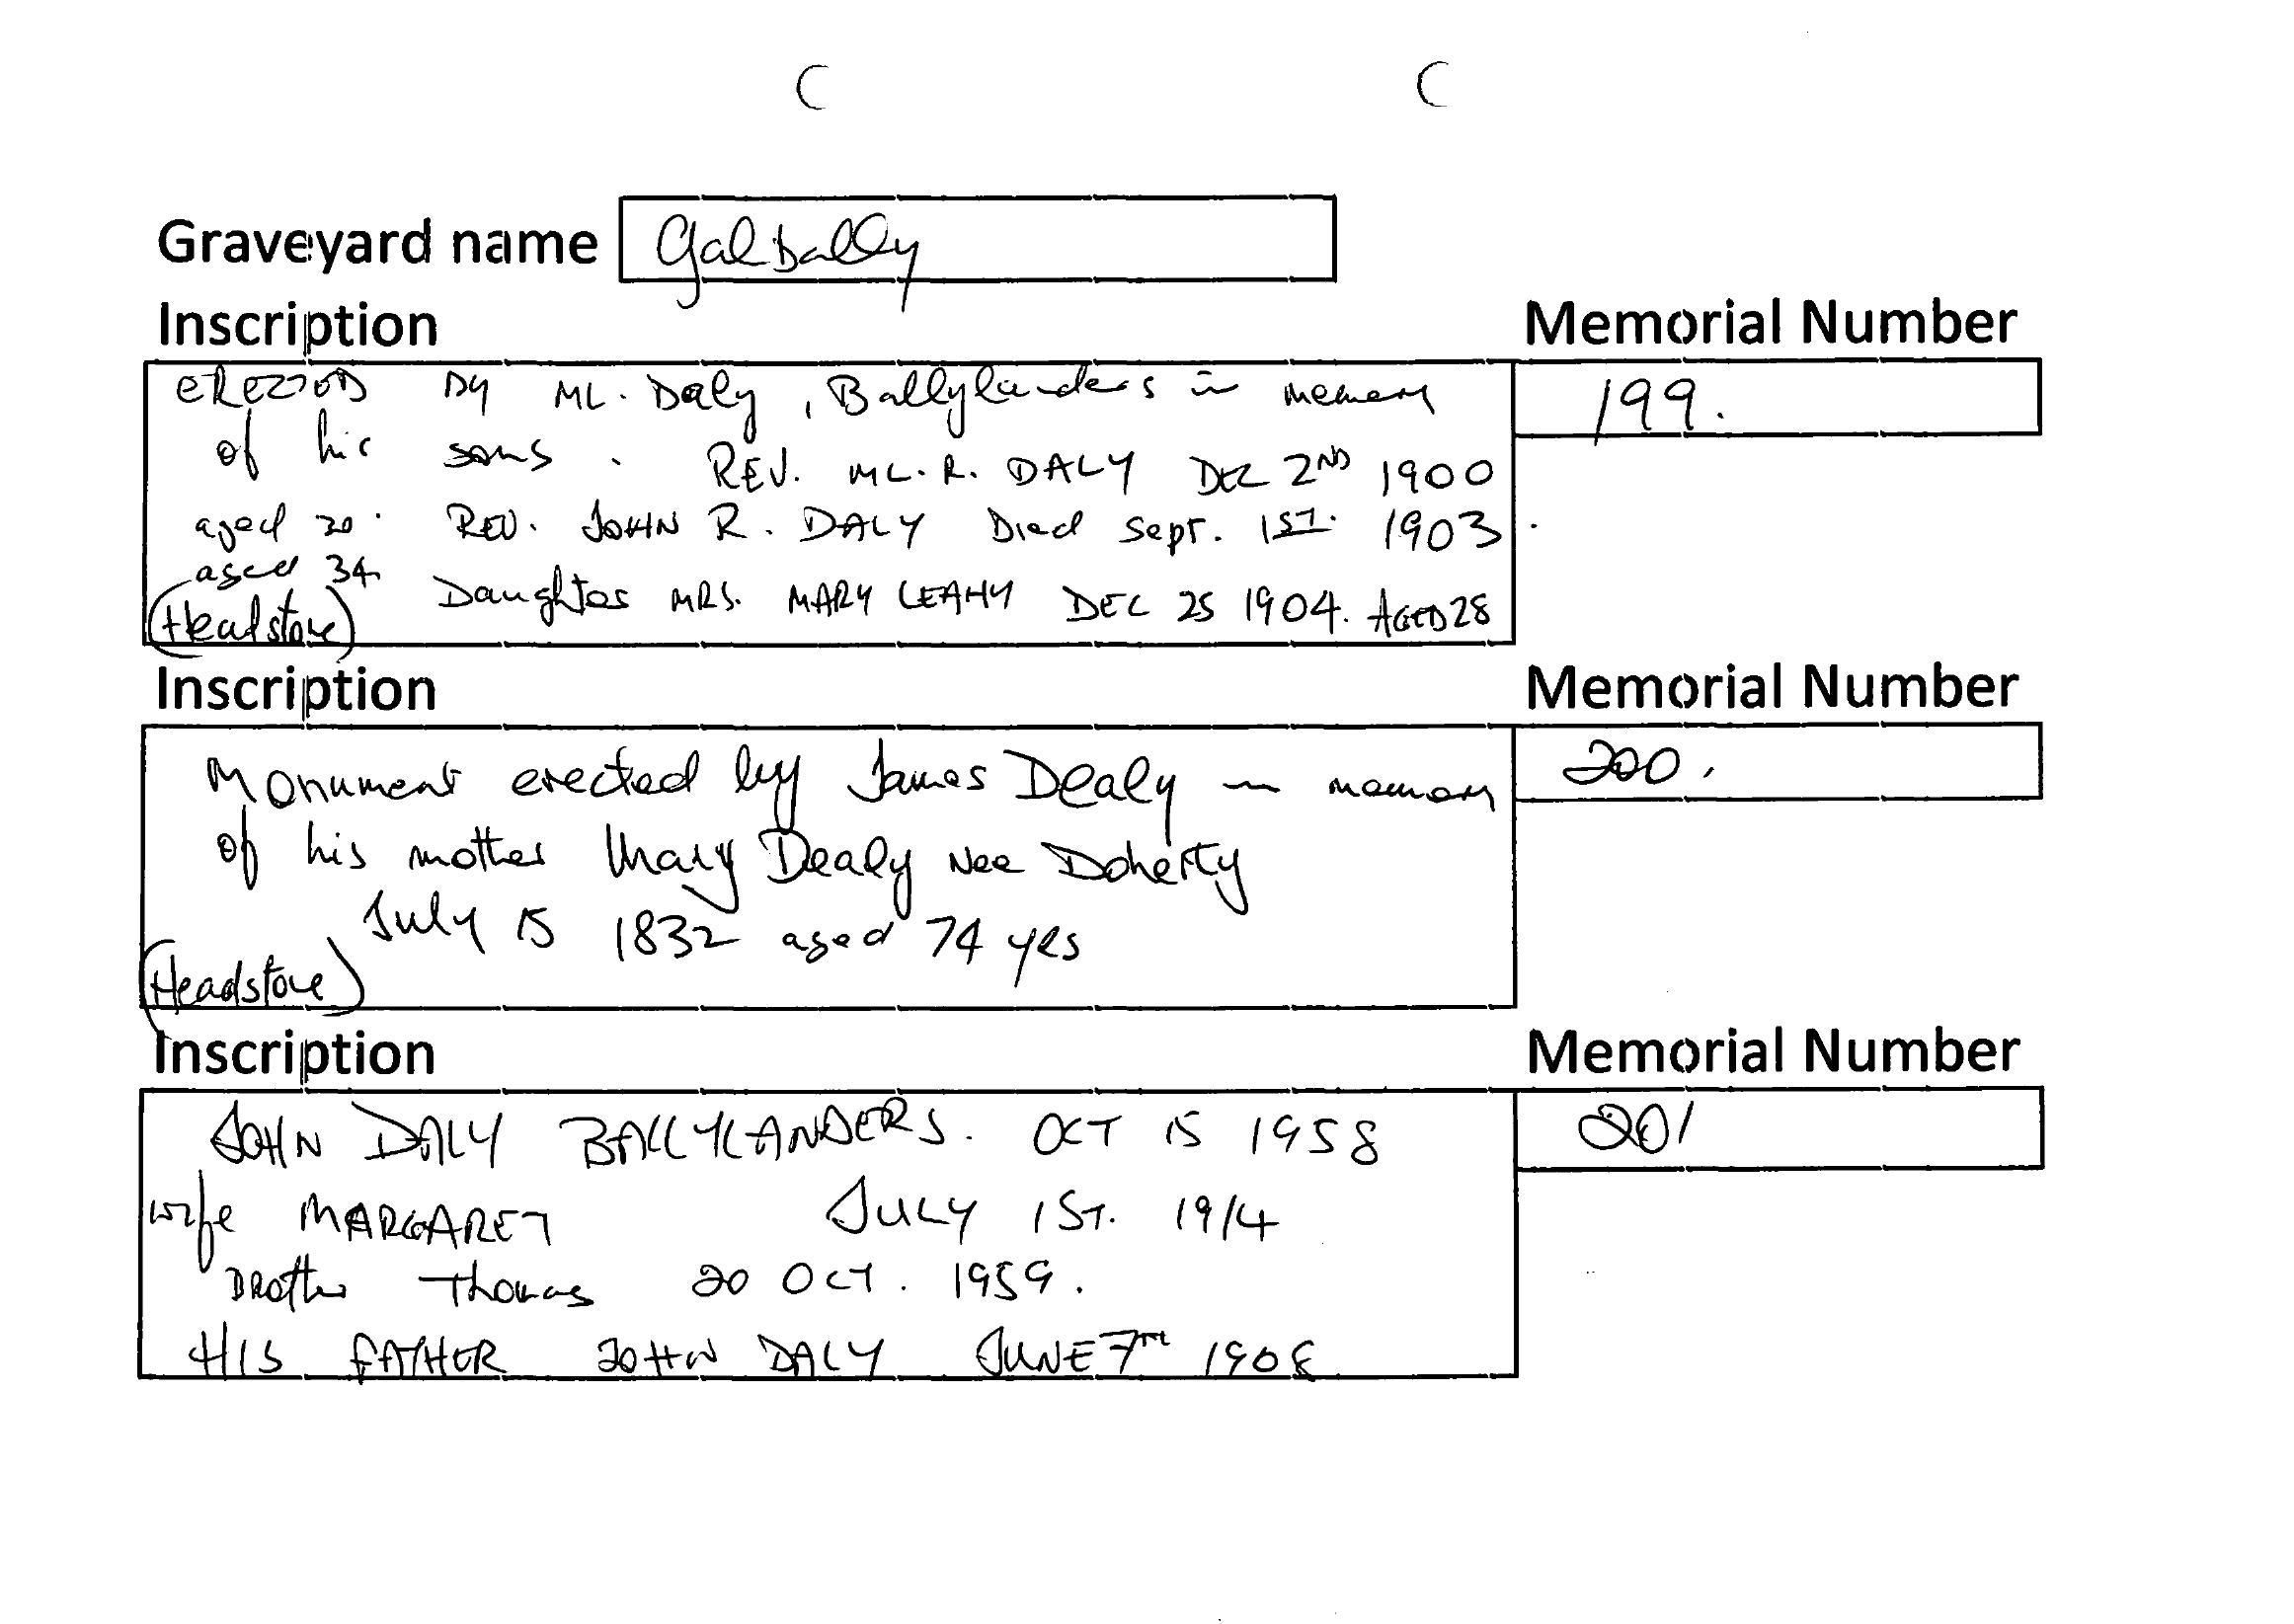 Graveyard name Galbally
Inscription Memorial Number
ERECTED By ML. Daly, Ballylanders in memory 199.
of his sons. REV. ML. R. DALY DEC 2ND 1900
aged 30. REV. JOHN R. DALY Died Sept. 1ST. 1903.
aged 34
(Headstone) Daughter MRS. MARY LEAHY DEC 25 1904. AGED 28
Inscription Memorial Number
Monument erected by James Dealy in memory 200.
of his mother Mary Dealy Nee Doherty
July 15 1832 aged 74 yrs
(Headstone)
Inscription Memorial Number
JOHN DALY BALLYLANDERS. OCT 15 1958 201
wife MARGARET JULY 1ST. 1914
Brother Thomas 20 OCT. 1959.
HIS FATHER JOHN DALY JUNE 7TH 1908